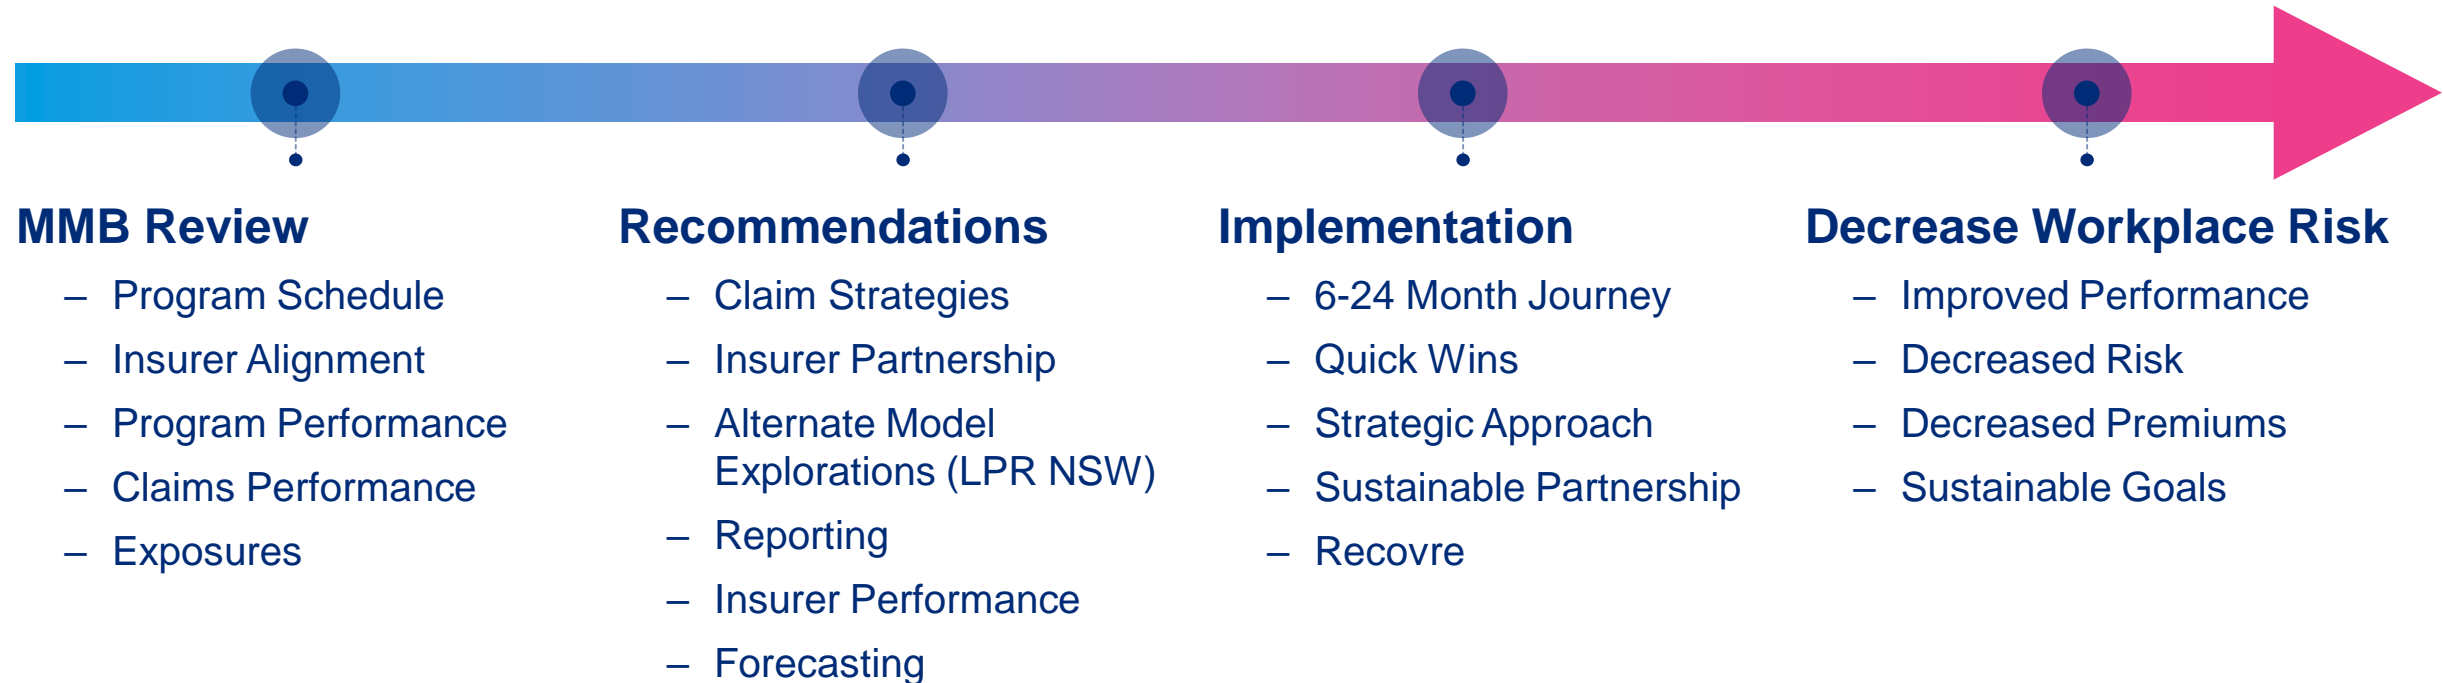 MMB Review
– Program Schedule
– Insurer Alignment
– Program Performance
– Claims Performance
– Exposures
Recommendations
– Claim Strategies
– Insurer Partnership
– Alternate Model
Explorations (LPR NSW)
– Reporting
– Insurer Performance
– Forecasting
Implementation
– 6-24 Month Journey
– Quick Wins
– Strategic Approach
– Sustainable Partnership
– Recovre
Decrease Workplace Risk
– Improved Performance
– Decreased Risk
– Decreased Premiums
– Sustainable Goals